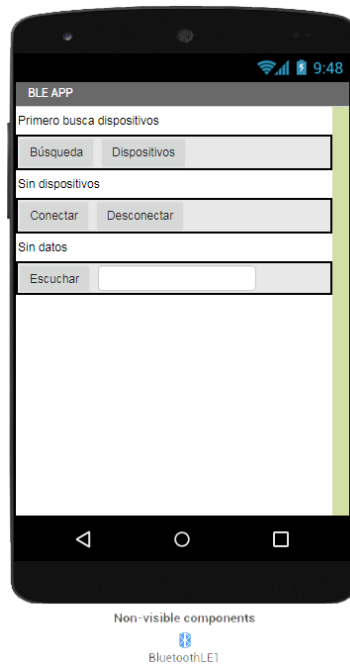 9:48
BLE APP
Primero busca dispositivos
Búsqueda Dispositivos
Sin dispositivos
Conectar Desconectar
Sin datos
Escuchar
Non-visible components
BluetoothLE1